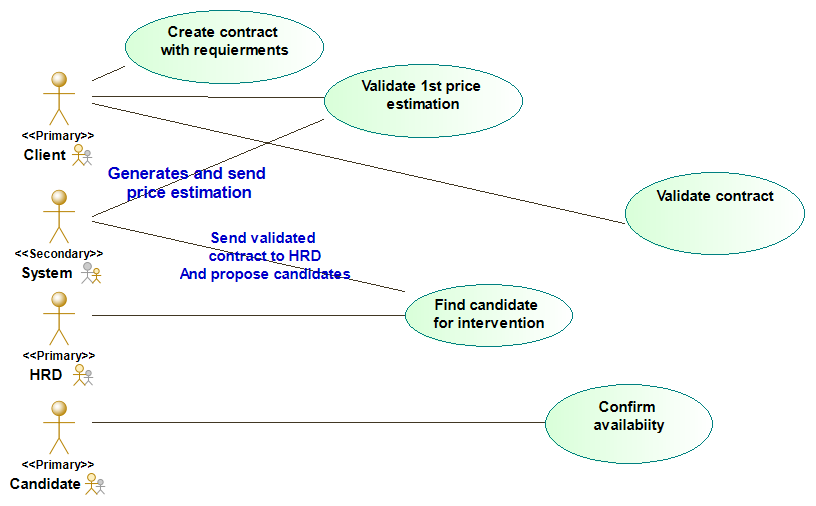 Create contract
with requierments
Validate 1st price
estimation
<<Primary>>
Client
Generates and send
price estimation
Validate contract
<<Secondary>>
System
Send validated
contract to HRD
And propose candidates
Find candidate
for intervention
<<Primary>>
HRD
Confirm
availabiity
<<Primary>>
Candidate